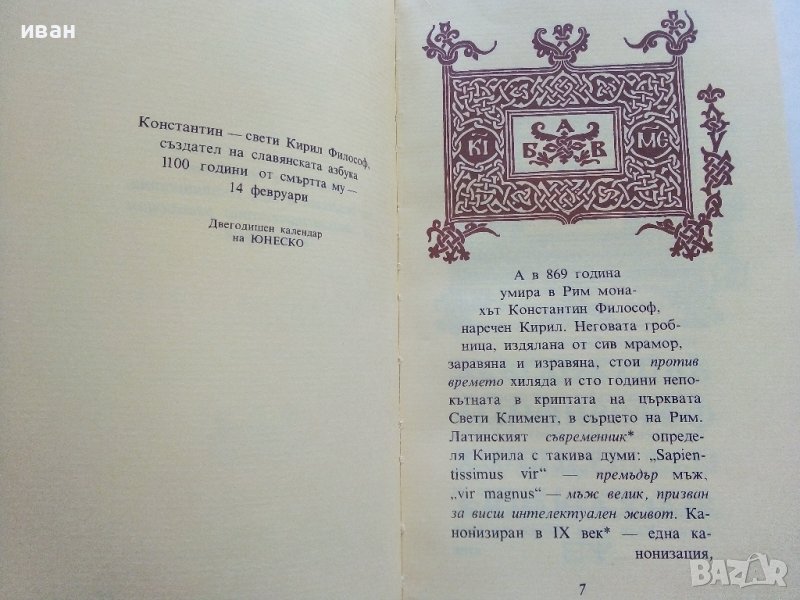 иван
Константин — свети Кирил Философ,
създател на славянската азбука
1100 години от смъртта му —
14 февруари
Двегодишен календар
на ЮНЕСКО
А
КІ
Б В
МС
А в 869 година
умира в Рим мона-
хът Константин Философ,
наречен Кирил. Неговата гроб-
ница, издялана от сив мрамор,
заравяна и изравяна, стои против
времето хиляда и сто години непо-
кътната в криптата на църквата
Свети Климент, в сърцето на Рим.
Латинският съвременник* опреде-
ля Кирила с такива думи: „Sapien-
tissimus vir“ — премъдър мъж,
„vir magnus“ — мъж велик, призван
за висш интелектуален живот. Ка-
нонизиран в IX век* — една ка-
нонизация,
7
BAZAR